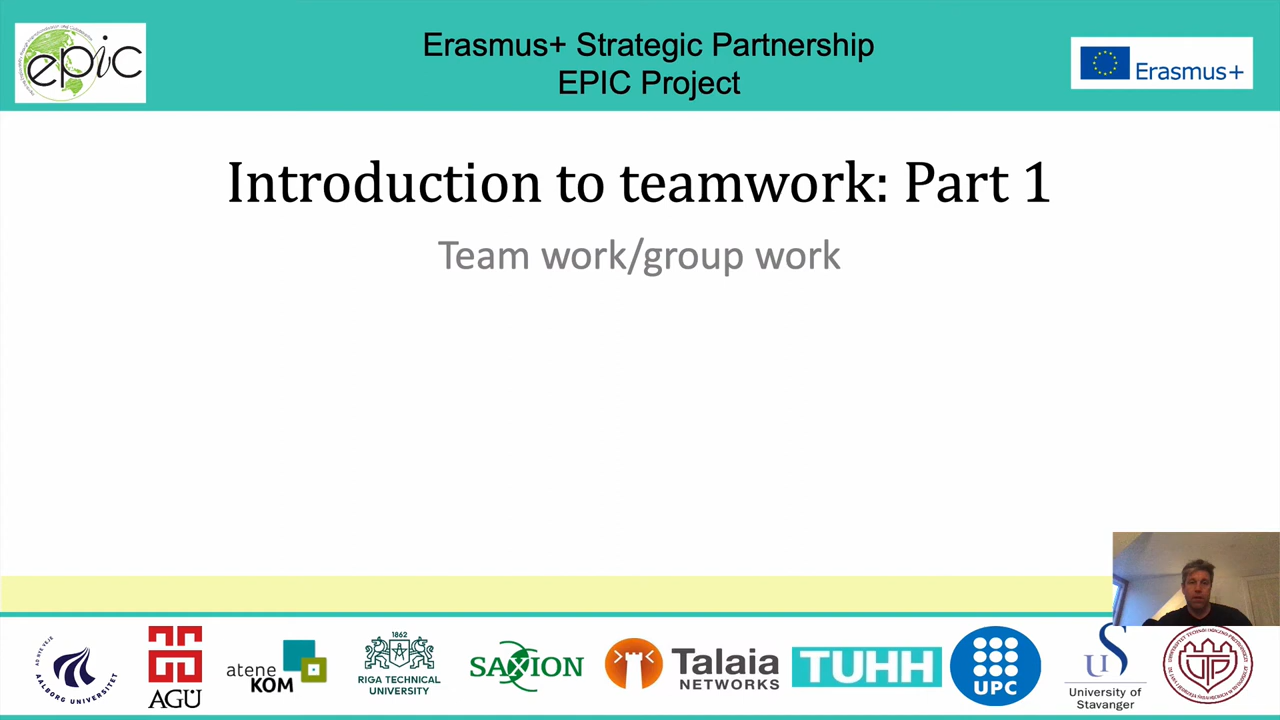 epic
Erasmus+ Strategic Partnership
EPIC Project
Erasmus+
Introduction to teamwork: Part 1
Team work/group work
AALBORG UNIVERSITET
AGÜ
atene
KOM
1862
RIGA TECHNICAL
UNIVERSITY
SAXION
Talaia
NETWORKS
TUHH
UPC
US
University of
Stavanger